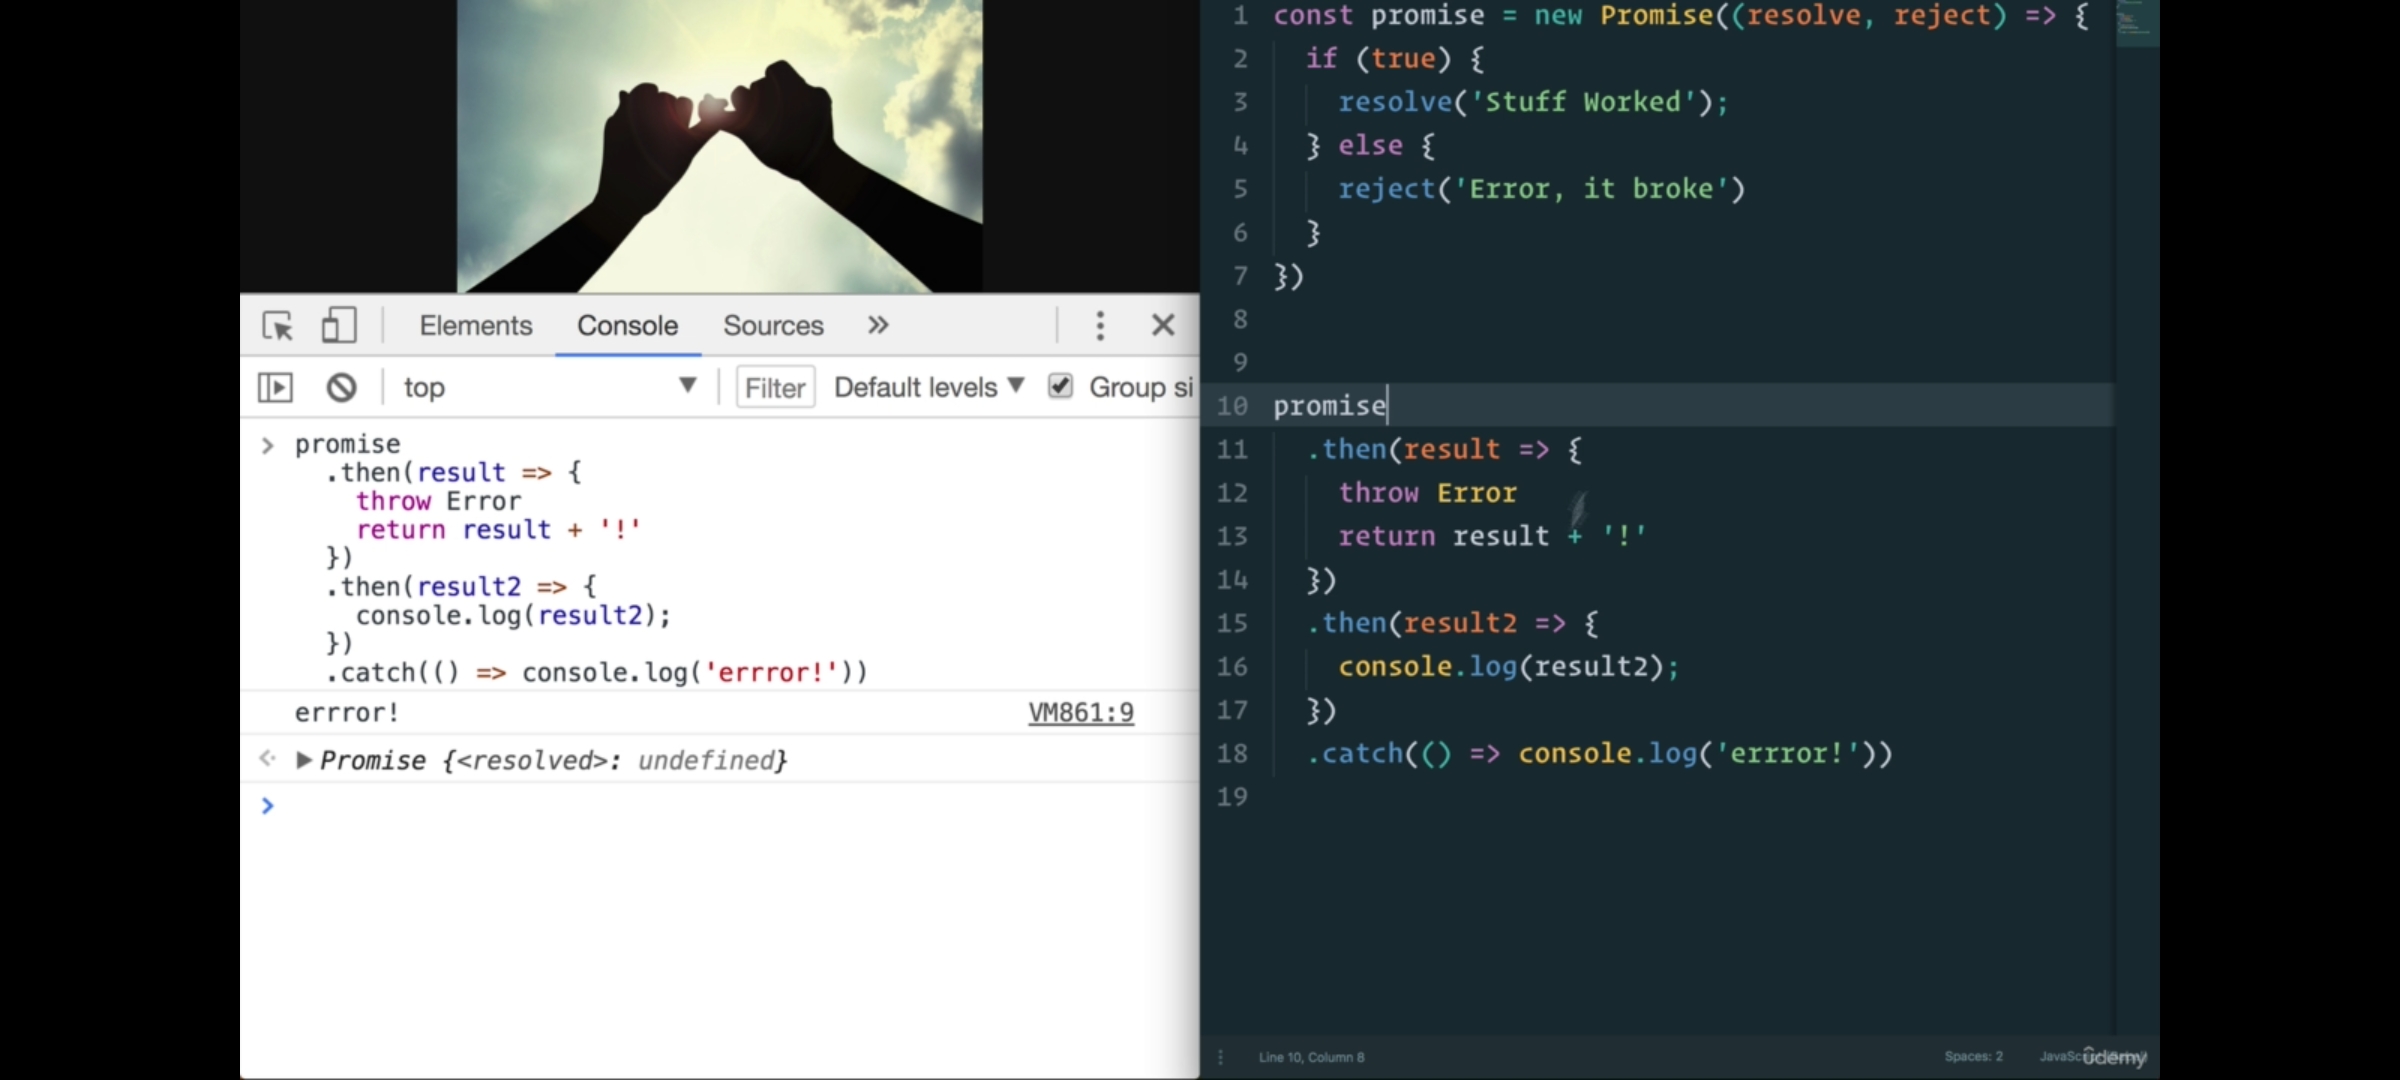 Elements Console Sources »
top Filter Default levels Group si
> promise
.then(result => {
throw Error
return result + '!'
})
.then(result2 => {
console.log(result2);
})
.catch(() => console.log('errror!'))
errror! VM861:9
Promise {<resolved>: undefined}
>
1 const promise = new Promise((resolve, reject) => {
2 if (true) {
3 resolve('Stuff Worked');
4 } else {
5 reject('Error, it broke')
6 }
7 })
8
9
10 promise
11 .then(result => {
12 throw Error
13 return result + '!'
14 })
15 .then(result2 => {
16 console.log(result2);
17 })
18 .catch(() => console.log('errror!'))
19
Line 10, Column 8 Spaces: 2
ûdemy